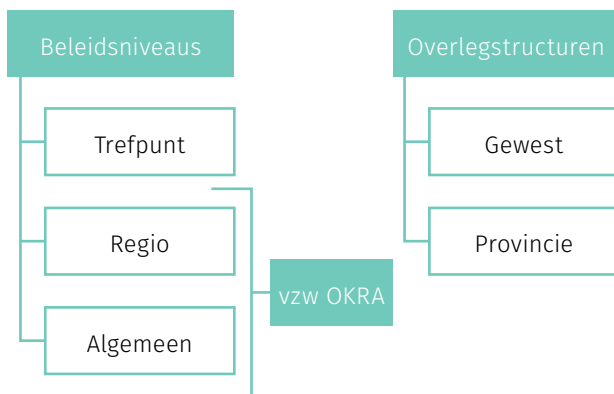 Beleidsniveaus
Trefpunt
Regio
Algemeen
vzw OKRA
Overlegstructuren
Gewest
Provincie